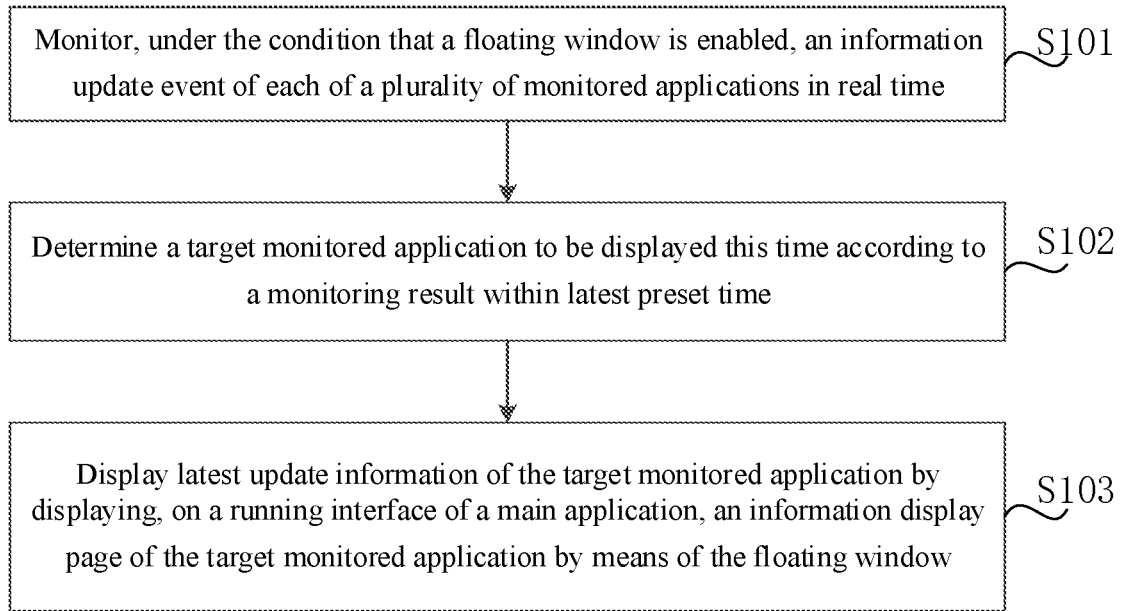 Monitor, under the condition that a floating window is enabled, an information
S101
update event of each of a plurality of monitored applications in real time
Determine a target monitored application to be displayed this time according to
S102
a monitoring result within latest preset time
Display latest update information of the target monitored application by
S103
displaying, on a running interface of a main application, an information display
page of the target monitored application by means of the floating window